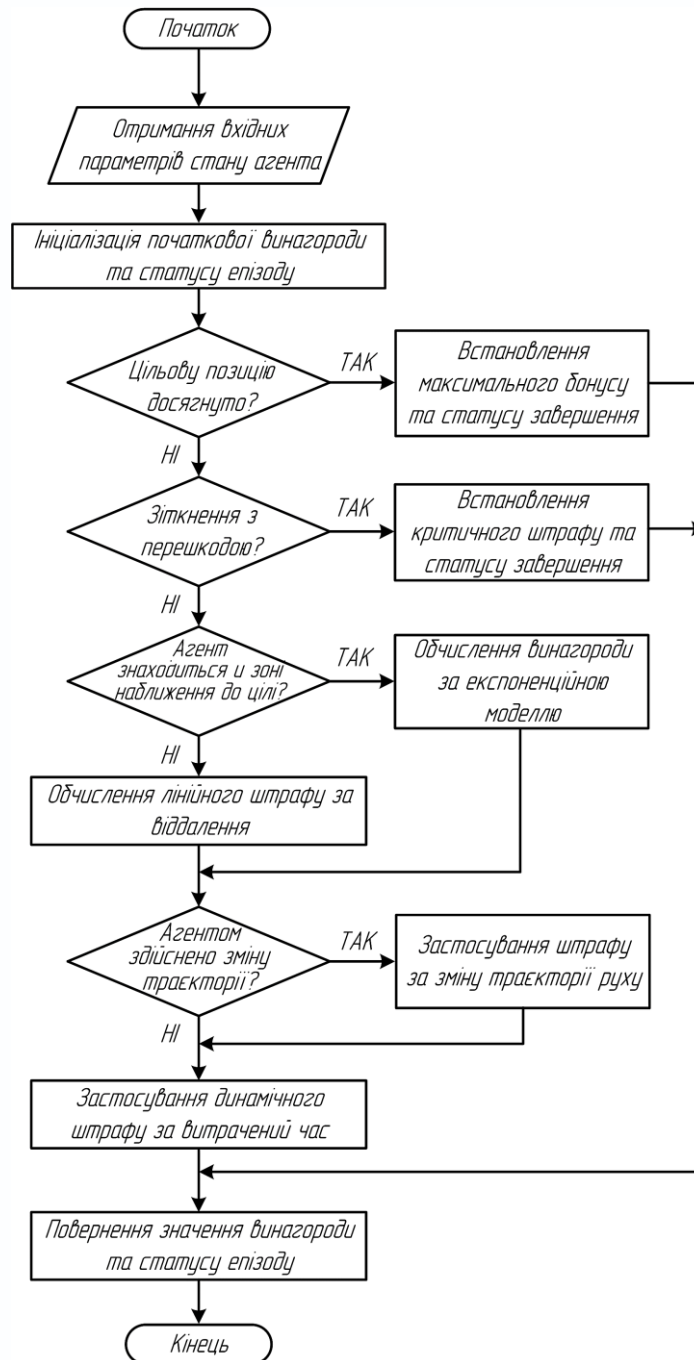 Початок
Отримання вхідних
параметрів стану агента
Ініціалізація початкової винагороди
та статусу епізоду
Цільову позицію
досягнуто?
ТАК
Встановлення
максимального бонусу
та статусу завершення
НІ
Зіткнення з
перешкодою?
ТАК
Встановлення
критичного штрафу та
статусу завершення
НІ
Агент
знаходиться и зоні
наближення до цілі?
ТАК
Обчислення винагороди
за експоненційною
моделлю
НІ
Обчислення лінійного штрафу за
віддалення
Агентом
здійснено зміну
траєкторії?
ТАК
Застосування штрафу
за зміну траєкторії руху
НІ
Застосування динамічного
штрафу за витрачений час
Повернення значення винагороди
та статусу епізоду
Кінець